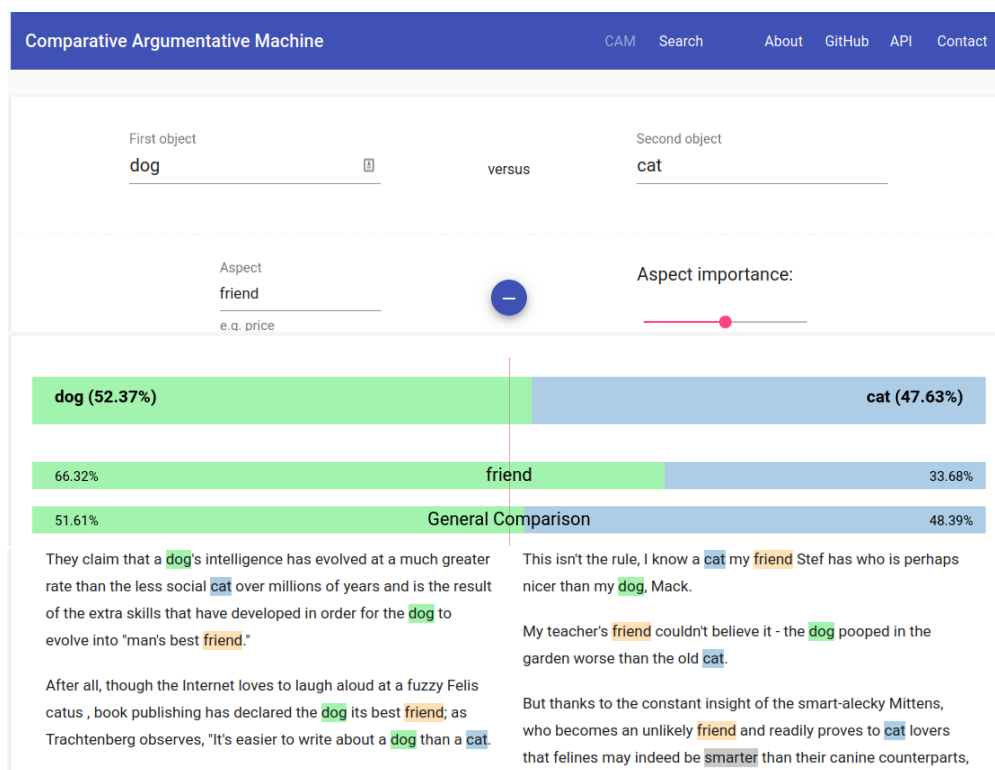 Comparative Argumentative Machine CAM Search About GitHub API Contact
First object
dog
versus
Second object
cat
Aspect
friend
e.g. price
Aspect importance:
dog (52.37%) cat (47.63%)
66.32% friend 33.68%
51.61% General Comparison 48.39%
They claim that a dog's intelligence has evolved at a much greater
rate than the less social cat over millions of years and is the result
of the extra skills that have developed in order for the dog to
evolve into "man's best friend."
After all, though the Internet loves to laugh aloud at a fuzzy Felis
catus , book publishing has declared the dog its best friend; as
Trachtenberg observes, "It's easier to write about a dog than a cat.
This isn't the rule, I know a cat my friend Stef has who is perhaps
nicer than my dog, Mack.
My teacher's friend couldn't believe it - the dog pooped in the
garden worse than the old cat.
But thanks to the constant insight of the smart-alecky Mittens,
who becomes an unlikely friend and readily proves to cat lovers
that felines may indeed be smarter than their canine counterparts,